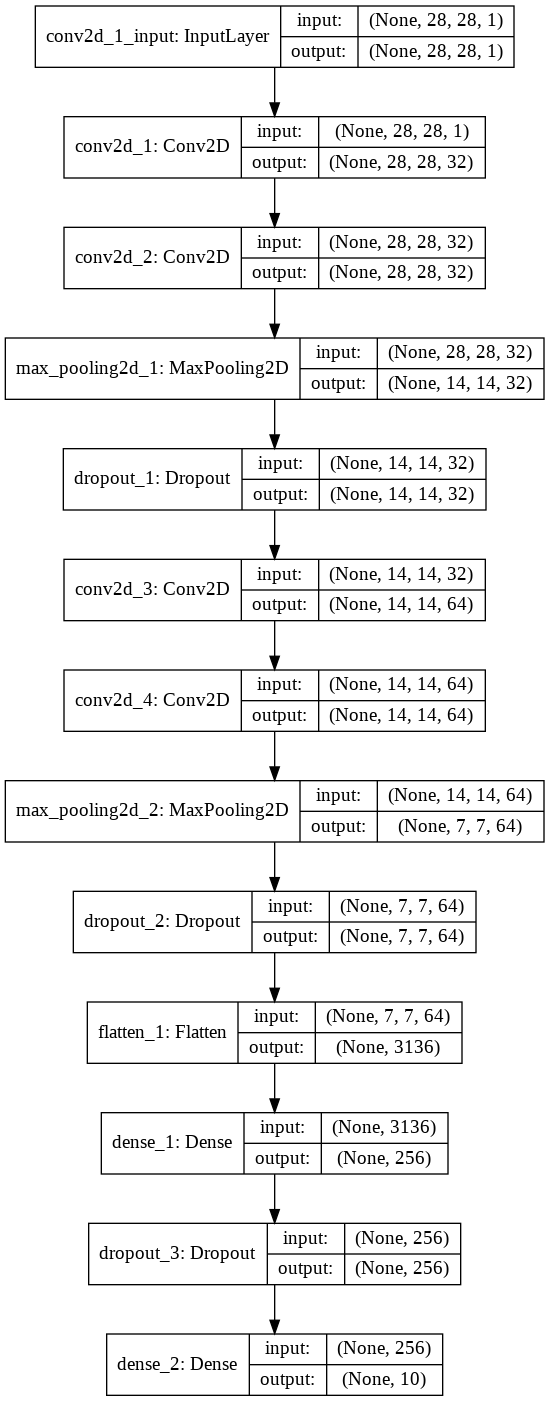 conv2d_1_input: InputLayer
input: (None, 28, 28, 1)
output: (None, 28, 28, 1)
conv2d_1: Conv2D
input: (None, 28, 28, 1)
output: (None, 28, 28, 32)
conv2d_2: Conv2D
input: (None, 28, 28, 32)
output: (None, 28, 28, 32)
max_pooling2d_1: MaxPooling2D
input: (None, 28, 28, 32)
output: (None, 14, 14, 32)
dropout_1: Dropout
input: (None, 14, 14, 32)
output: (None, 14, 14, 32)
conv2d_3: Conv2D
input: (None, 14, 14, 32)
output: (None, 14, 14, 64)
conv2d_4: Conv2D
input: (None, 14, 14, 64)
output: (None, 14, 14, 64)
max_pooling2d_2: MaxPooling2D
input: (None, 14, 14, 64)
output: (None, 7, 7, 64)
dropout_2: Dropout
input: (None, 7, 7, 64)
output: (None, 7, 7, 64)
flatten_1: Flatten
input: (None, 7, 7, 64)
output: (None, 3136)
dense_1: Dense
input: (None, 3136)
output: (None, 256)
dropout_3: Dropout
input: (None, 256)
output: (None, 256)
dense_2: Dense
input: (None, 256)
output: (None, 10)